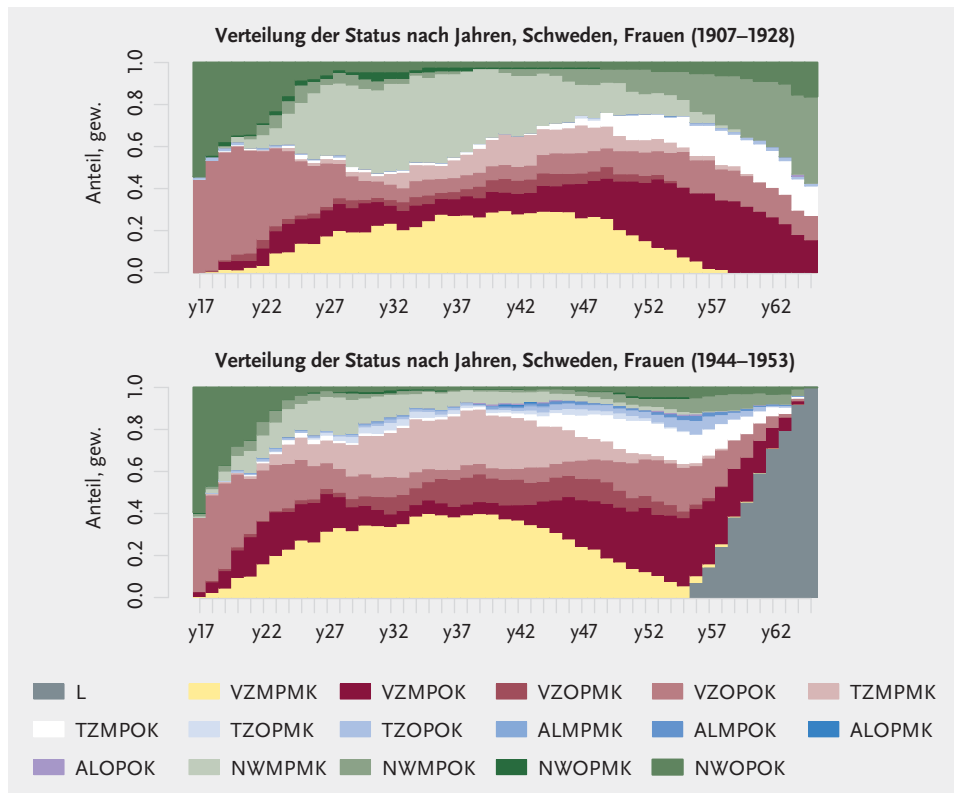 Verteilung der Status nach Jahren, Schweden, Frauen (1907–1928)
Anteil, gew.
1.0
0.8
0.6
0.4
0.2
0.0
y17 y22 y27 y32 y37 y42 y47 y52 y57 y62
Verteilung der Status nach Jahren, Schweden, Frauen (1944–1953)
Anteil, gew.
1.0
0.8
0.6
0.4
0.2
0.0
y17 y22 y27 y32 y37 y42 y47 y52 y57 y62
L VZMPMK VZMPOK VZOPMK VZOPOK TZMPMK
TZMPOK TZOPMK TZOPOK ALMPMK ALMPOK ALOPMK
ALOPOK NWMPMK NWMPOK NWOPMK NWOPOK